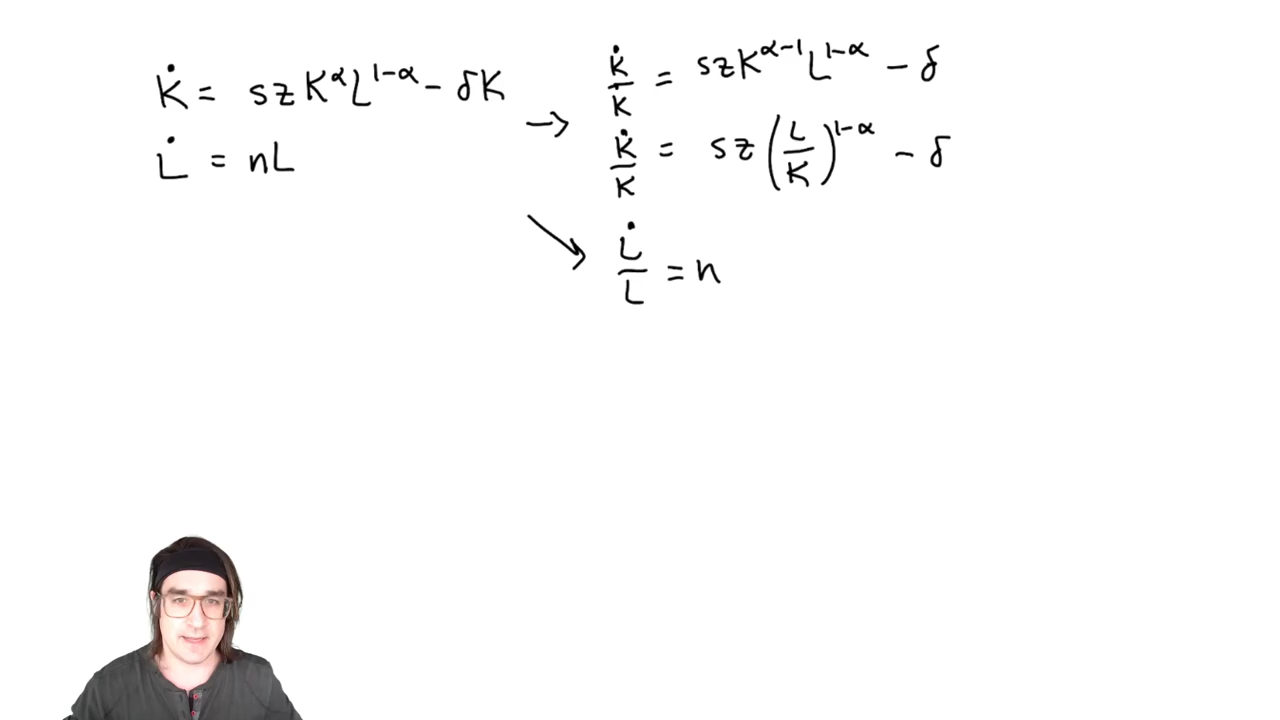 K̇ = szK^α L^{1-α} - δK
L̇ = nL
→
K̇/K = szK^{α-1} L^{1-α} - δ
K̇/K = sz(L/K)^{1-α} - δ
↘
L̇/L = n